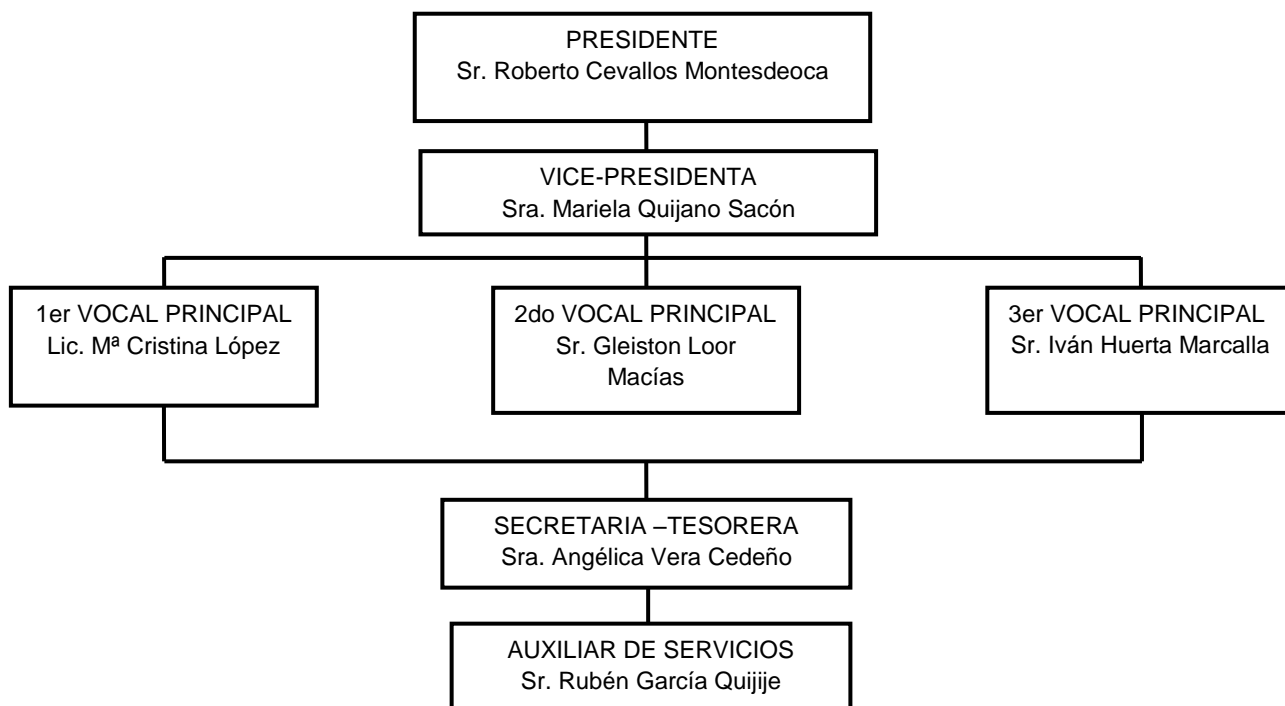 PRESIDENTE
Sr. Roberto Cevallos Montesdeoca
VICE-PRESIDENTA
Sra. Mariela Quijano Sacón
1er VOCAL PRINCIPAL
Lic. Mª Cristina López
2do VOCAL PRINCIPAL
Sr. Gleiston Loor
Macías
3er VOCAL PRINCIPAL
Sr. Iván Huerta Marcalla
SECRETARIA –TESORERA
Sra. Angélica Vera Cedeño
AUXILIAR DE SERVICIOS
Sr. Rubén García Quijije